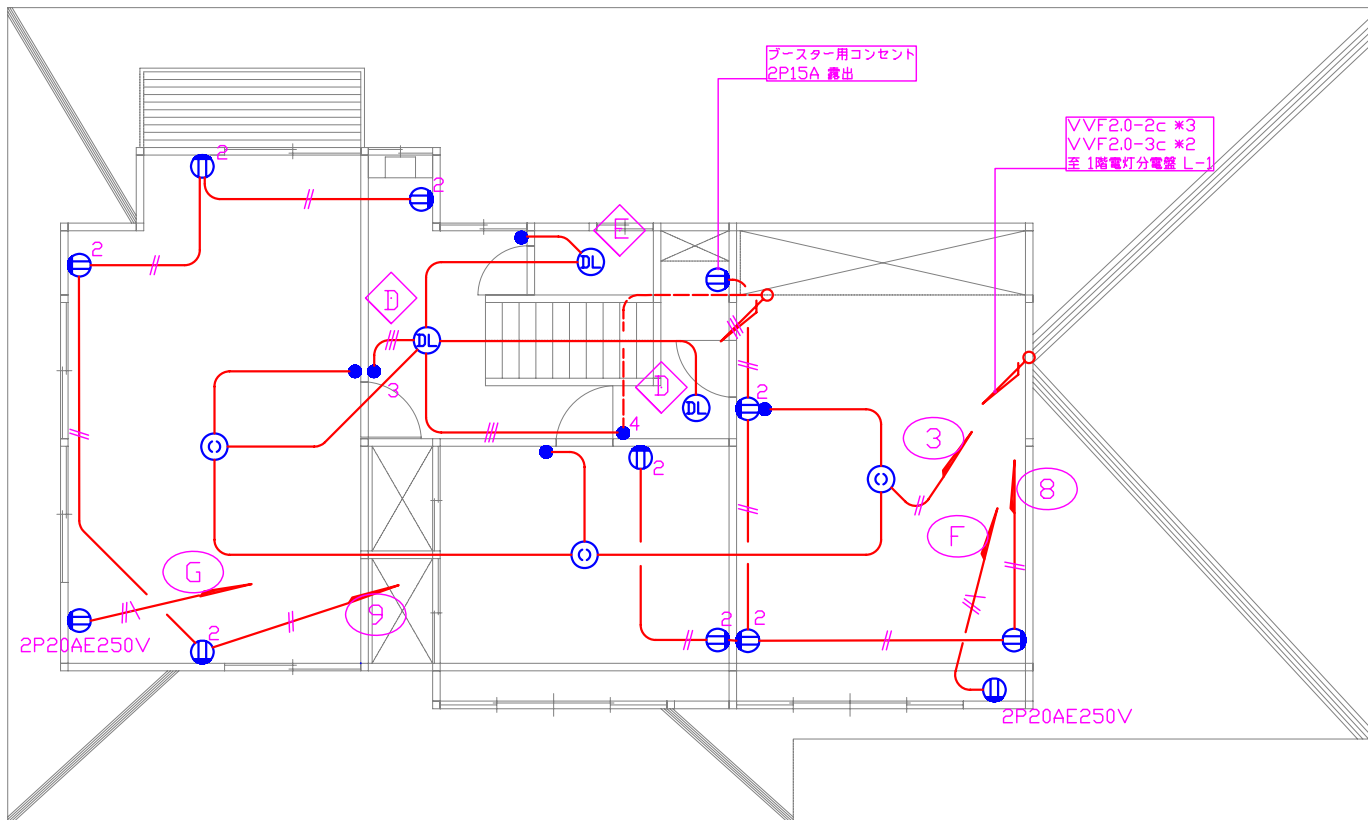 ブースター用コンセント
2P15A 露出
VVF2.0-2c *3
VVF2.0-3c *2
至 1階電灯分電盤 L-1
2
2
2
E
DL
D
DL
3
D
DL
2
4
3
2
8
F
G
9
2
2
2
2P20AE250V
2P20AE250V